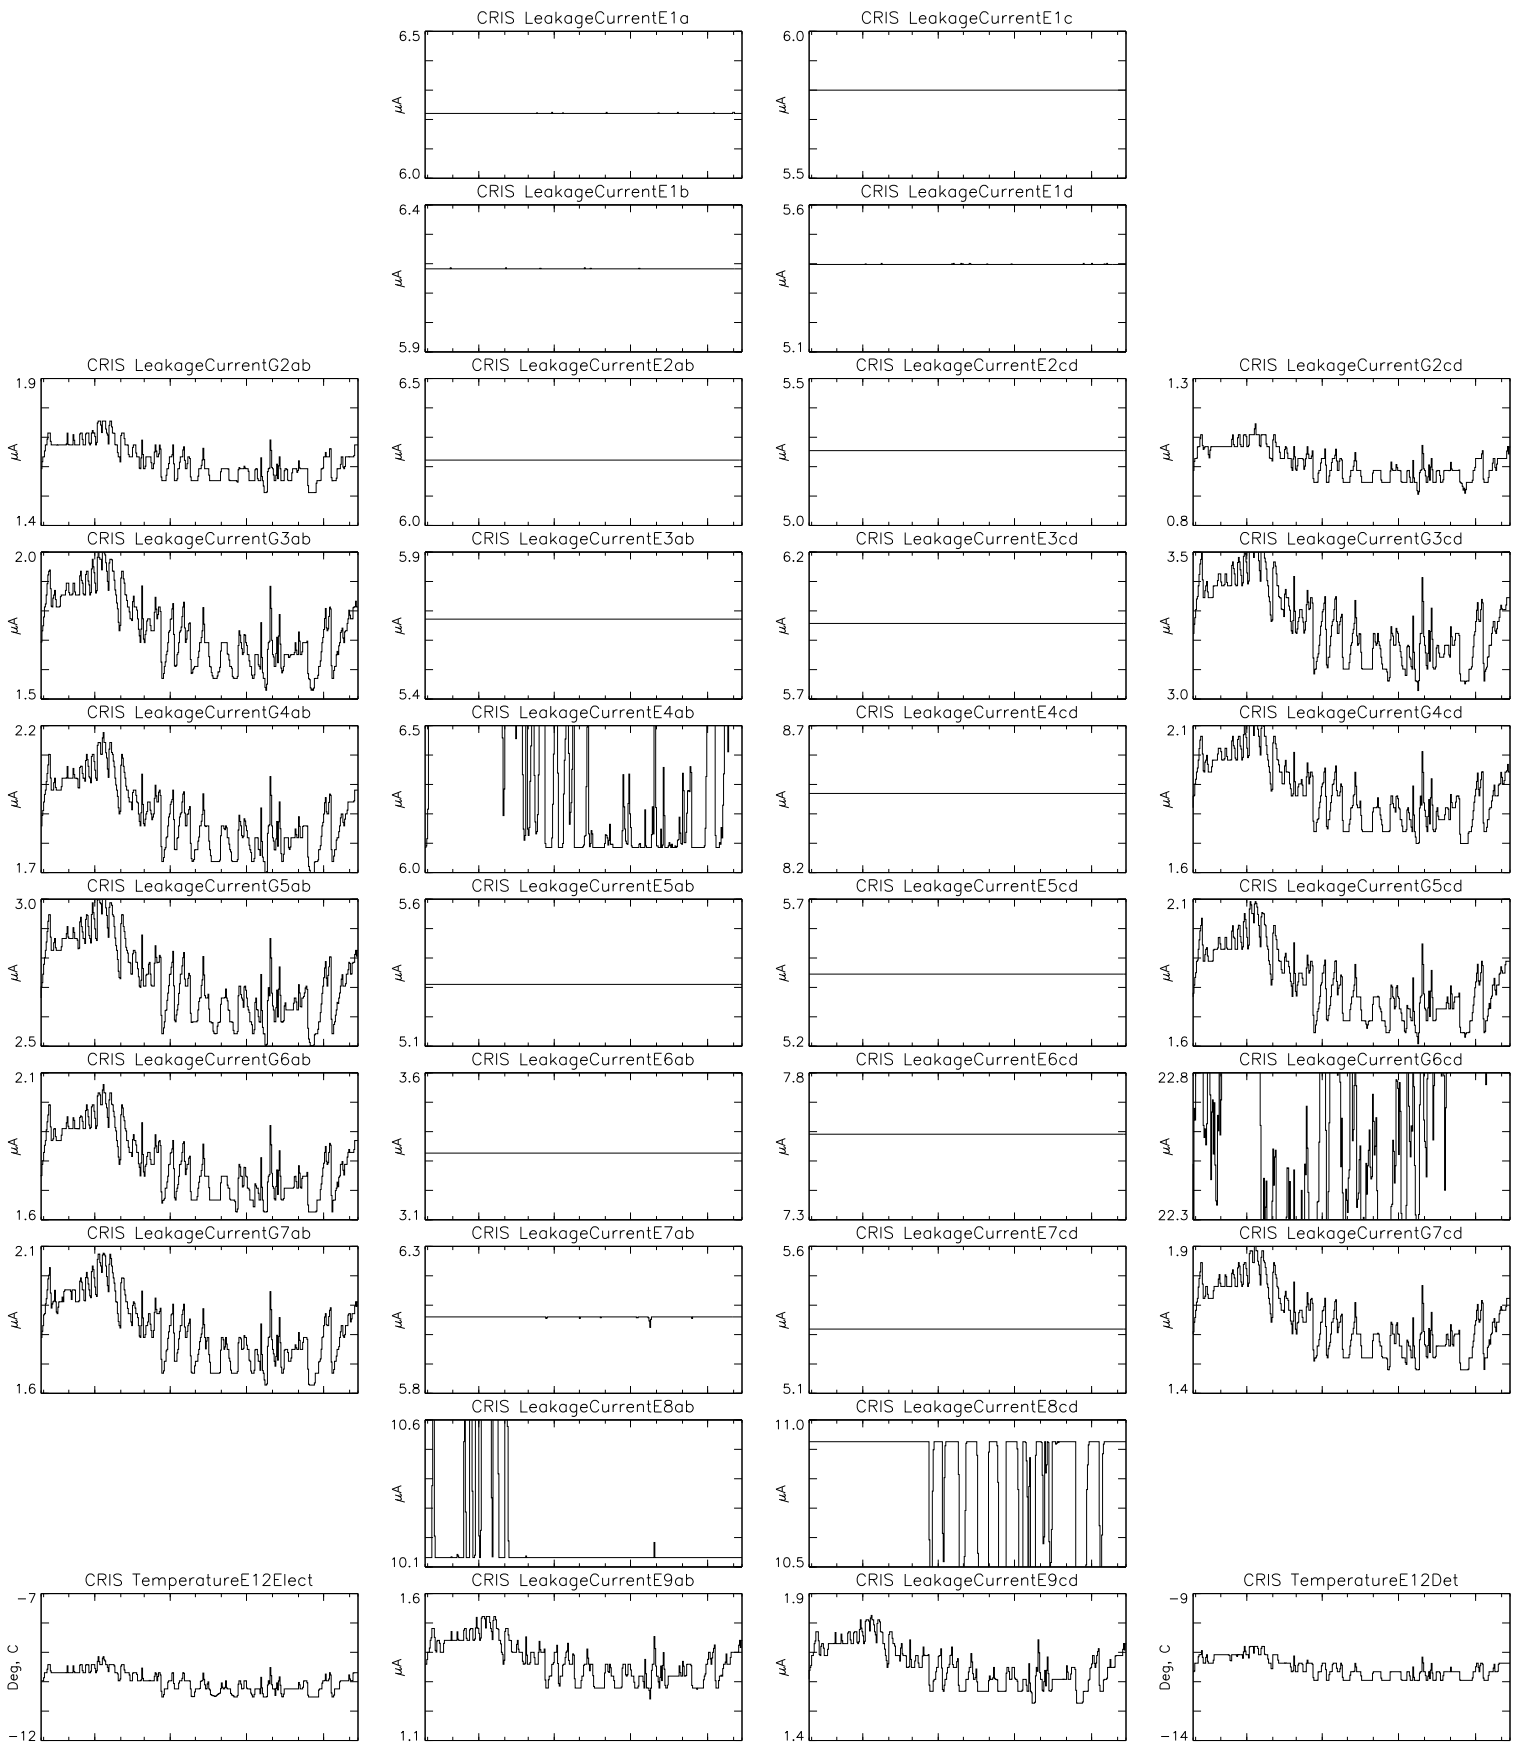 CRIS LeakageCurrentE1a
CRIS LeakageCurrentE1c
6.5
μA
6.0
6.0
μA
5.5
CRIS LeakageCurrentE1b
CRIS LeakageCurrentE1d
6.4
μA
5.9
5.6
μA
5.1
CRIS LeakageCurrentG2ab
CRIS LeakageCurrentE2ab
CRIS LeakageCurrentE2cd
CRIS LeakageCurrentG2cd
1.9
μA
1.4
6.5
μA
6.0
5.5
μA
5.0
1.3
μA
0.8
CRIS LeakageCurrentG3ab
CRIS LeakageCurrentE3ab
CRIS LeakageCurrentE3cd
CRIS LeakageCurrentG3cd
2.0
μA
1.5
5.9
μA
5.4
6.2
μA
5.7
3.5
μA
3.0
CRIS LeakageCurrentG4ab
CRIS LeakageCurrentE4ab
CRIS LeakageCurrentE4cd
CRIS LeakageCurrentG4cd
2.2
μA
1.7
6.5
μA
6.0
8.7
μA
8.2
2.1
μA
1.6
CRIS LeakageCurrentG5ab
CRIS LeakageCurrentE5ab
CRIS LeakageCurrentE5cd
CRIS LeakageCurrentG5cd
3.0
μA
2.5
5.6
μA
5.1
5.7
μA
5.2
2.1
μA
1.6
CRIS LeakageCurrentG6ab
CRIS LeakageCurrentE6ab
CRIS LeakageCurrentE6cd
CRIS LeakageCurrentG6cd
2.1
μA
1.6
3.6
μA
3.1
7.8
μA
7.3
22.8
μA
22.3
CRIS LeakageCurrentG7ab
CRIS LeakageCurrentE7ab
CRIS LeakageCurrentE7cd
CRIS LeakageCurrentG7cd
2.1
μA
1.6
6.3
μA
5.8
5.6
μA
5.1
1.9
μA
1.4
CRIS LeakageCurrentE8ab
CRIS LeakageCurrentE8cd
10.6
μA
10.1
11.0
μA
10.5
CRIS TemperatureE12Elect
CRIS LeakageCurrentE9ab
CRIS LeakageCurrentE9cd
CRIS TemperatureE12Det
-7
Deg, C
-12
1.6
μA
1.1
1.9
μA
1.4
-9
Deg, C
-14